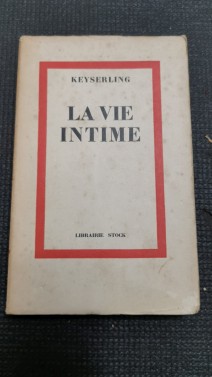 KEYSERLING
LA VIE
INTIME
LIBRAIRIE STOCK